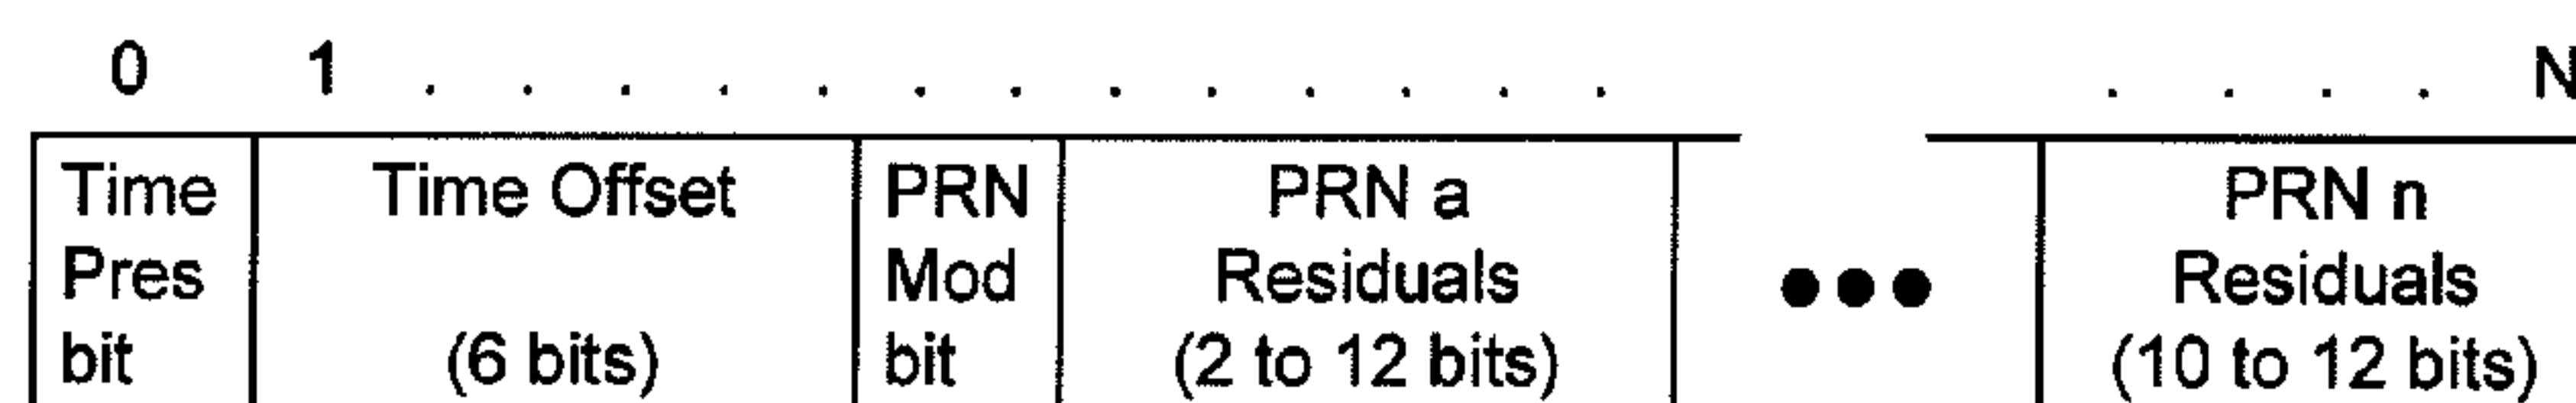 0 1 . . . . . . . . . . . . . . . . . N
Time Time Offset PRN PRN a PRN n
Pres Mod Residuals ●●● Residuals
bit (6 bits) bit (2 to 12 bits) (10 to 12 bits)